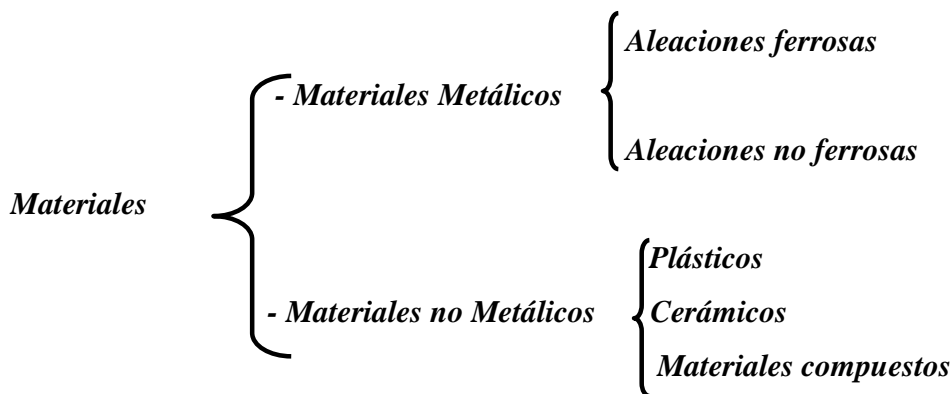 Aleaciones ferrosas
- Materiales Metálicos
Aleaciones no ferrosas
Materiales
Plásticos
- Materiales no Metálicos
Cerámicos
Materiales compuestos